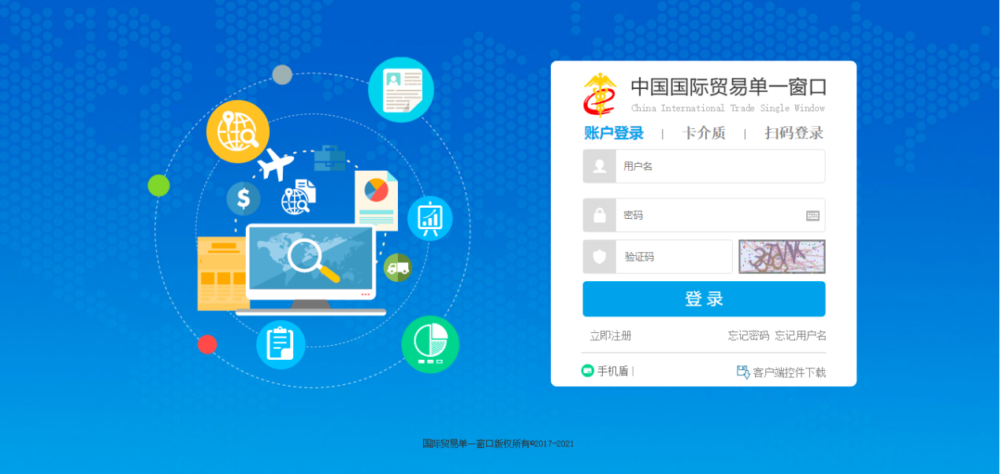 中国国际贸易单一窗口
China International Trade Single Window
账户登录 | 卡介质 | 扫码登录
用户名
密码
验证码
登 录
立即注册 忘记密码 忘记用户名
手机盾 | 客户端控件下载
国际贸易单一窗口版权所有©2017-2021